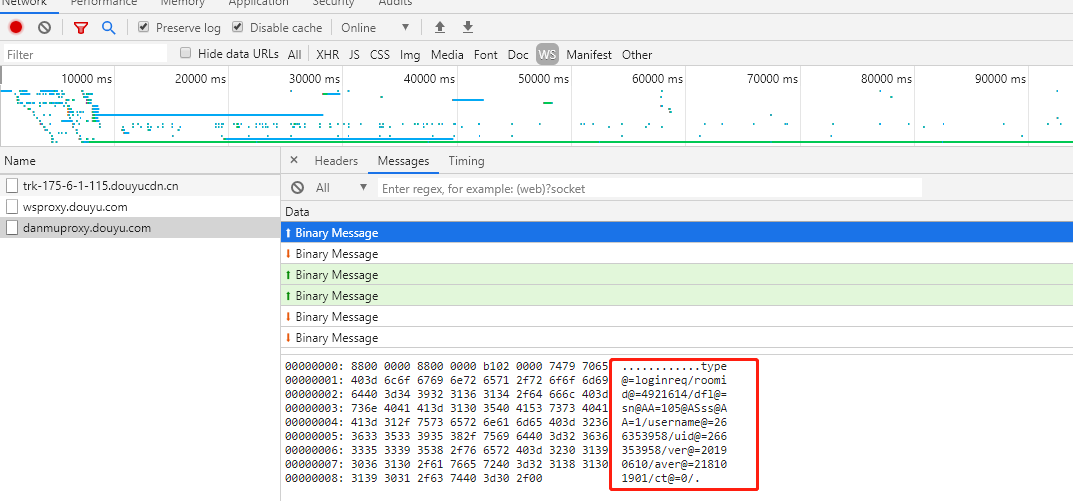 Network Performance Memory Application Security Audits
Preserve log Disable cache Online
Filter Hide data URLs All XHR JS CSS Img Media Font Doc WS Manifest Other
10000 ms 20000 ms 30000 ms 40000 ms 50000 ms 60000 ms 70000 ms 80000 ms 90000 ms
Name × Headers Messages Timing
trk-175-6-1-115.douyucdn.cn
wsproxy.douyu.com
danmuproxy.douyu.com
All Enter regex, for example: (web)?socket
Data
Binary Message
Binary Message
Binary Message
Binary Message
Binary Message
Binary Message
00000000: 8800 0000 8800 0000 b102 0000 7479 7065 ............type
00000001: 403d 6c6f 6769 6e72 6571 2f72 6f6f 6d69 @=loginreq/roomi
00000002: 6440 3d34 3932 3136 3134 2f64 666c 403d d@=4921614/dfl@=
00000003: 736e 4041 413d 3130 3540 4153 7373 4041 sn@AA=105@ASss@A
00000004: 413d 312f 7573 6572 6e61 6d65 403d 3236 A=1/username@=26
00000005: 3633 3533 3935 382f 7569 6440 3d32 3636 6353958/uid@=266
00000006: 3335 3339 3538 2f76 6572 403d 3230 3139 353958/ver@=2019
00000007: 3036 3130 2f61 7665 7240 3d32 3138 3130 0610/aver@=21810
00000008: 3139 3031 2f63 7440 3d30 2f00 1901/ct@=0/.